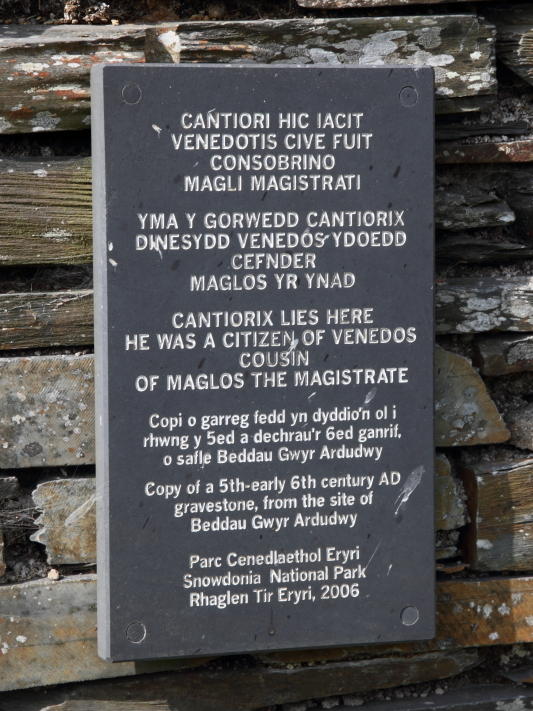 CANTIORI HIC IACIT
VENEDOTIS CIVE FUIT
CONSOBRINO
MAGLI MAGISTRATI
YMA Y GORWEDD CANTIORIX
DINESYDD VENEDOS YDOEDD
CEFNDER
MAGLOS YR YNAD
CANTIORIX LIES HERE
HE WAS A CITIZEN OF VENEDOS
COUSIN
OF MAGLOS THE MAGISTRATE
Copi o garreg fedd yn dyddio'n ol i
rhwng y 5ed a dechrau'r 6ed ganrif,
o safle Beddau Gwyr Ardudwy
Copy of a 5th-early 6th century AD
gravestone, from the site of
Beddau Gwyr Ardudwy
Parc Cenedlaethol Eryri
Snowdonia National Park
Rhaglen Tir Eryri, 2006